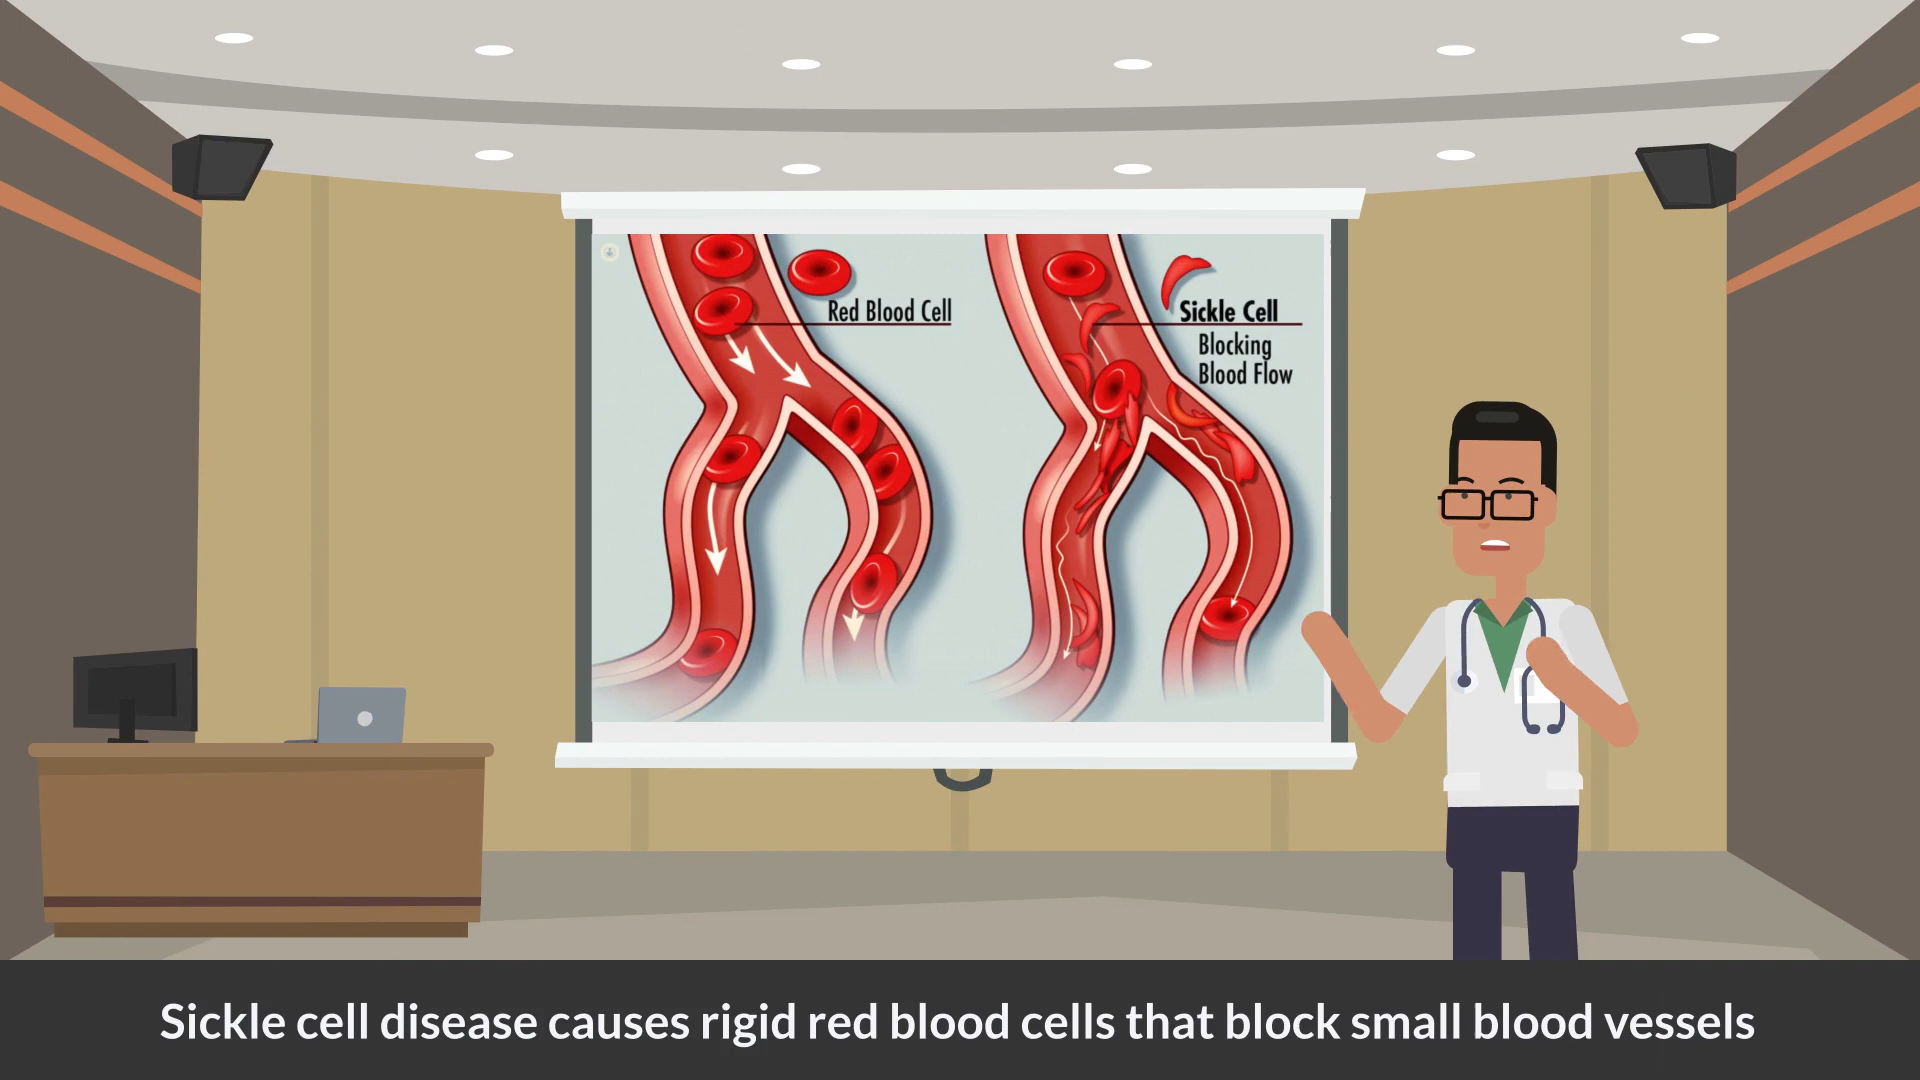 Red Blood Cell
Sickle Cell
Blocking
Blood Flow
Sickle cell disease causes rigid red blood cells that block small blood vessels